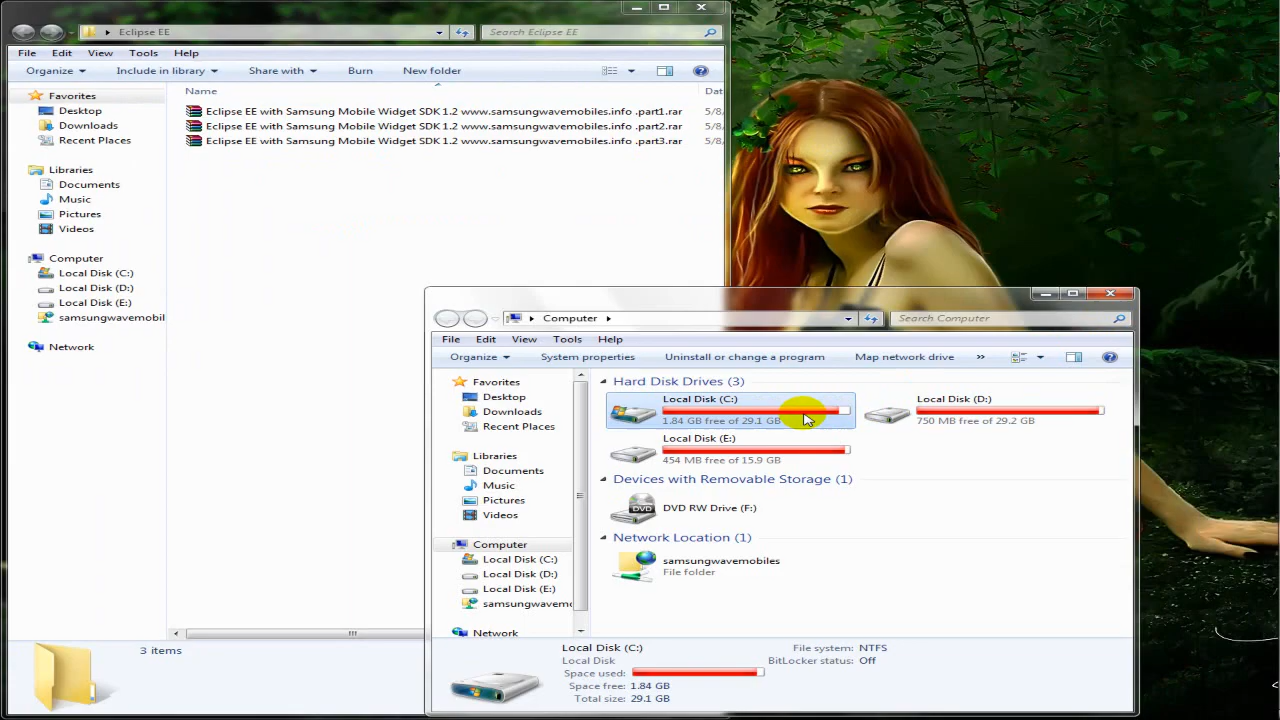 Eclipse EE
Search Eclipse EE
File Edit View Tools Help
Organize Include in library Share with Burn New folder
Name
Favorites
Desktop
Downloads
Recent Places
Libraries
Documents
Music
Pictures
Videos
Computer
Local Disk (C:)
Local Disk (D:)
Local Disk (E:)
samsungwavemobil
Network
Eclipse EE with Samsung Mobile Widget SDK 1.2 www.samsungwavemobiles.info .part1.rar 5/8,
Eclipse EE with Samsung Mobile Widget SDK 1.2 www.samsungwavemobiles.info .part2.rar 5/8,
Eclipse EE with Samsung Mobile Widget SDK 1.2 www.samsungwavemobiles.info .part3.rar 5/8,
3 items
Computer
Search Computer
File Edit View Tools Help
Organize System properties Uninstall or change a program Map network drive »
Favorites
Desktop
Downloads
Recent Places
Libraries
Documents
Music
Pictures
Videos
Computer
Local Disk (C:)
Local Disk (D:)
Local Disk (E:)
samsungwavemo
Network
Hard Disk Drives (3)
Local Disk (C:)
1.84 GB free of 29.1 GB
Local Disk (D:)
750 MB free of 29.2 GB
Local Disk (E:)
454 MB free of 15.9 GB
Devices with Removable Storage (1)
DVD
DVD RW Drive (F:)
Network Location (1)
samsungwavemobiles
File folder
Local Disk (C:)
Local Disk
Space used:
Space free: 1.84 GB
Total size: 29.1 GB
File system: NTFS
BitLocker status: Off